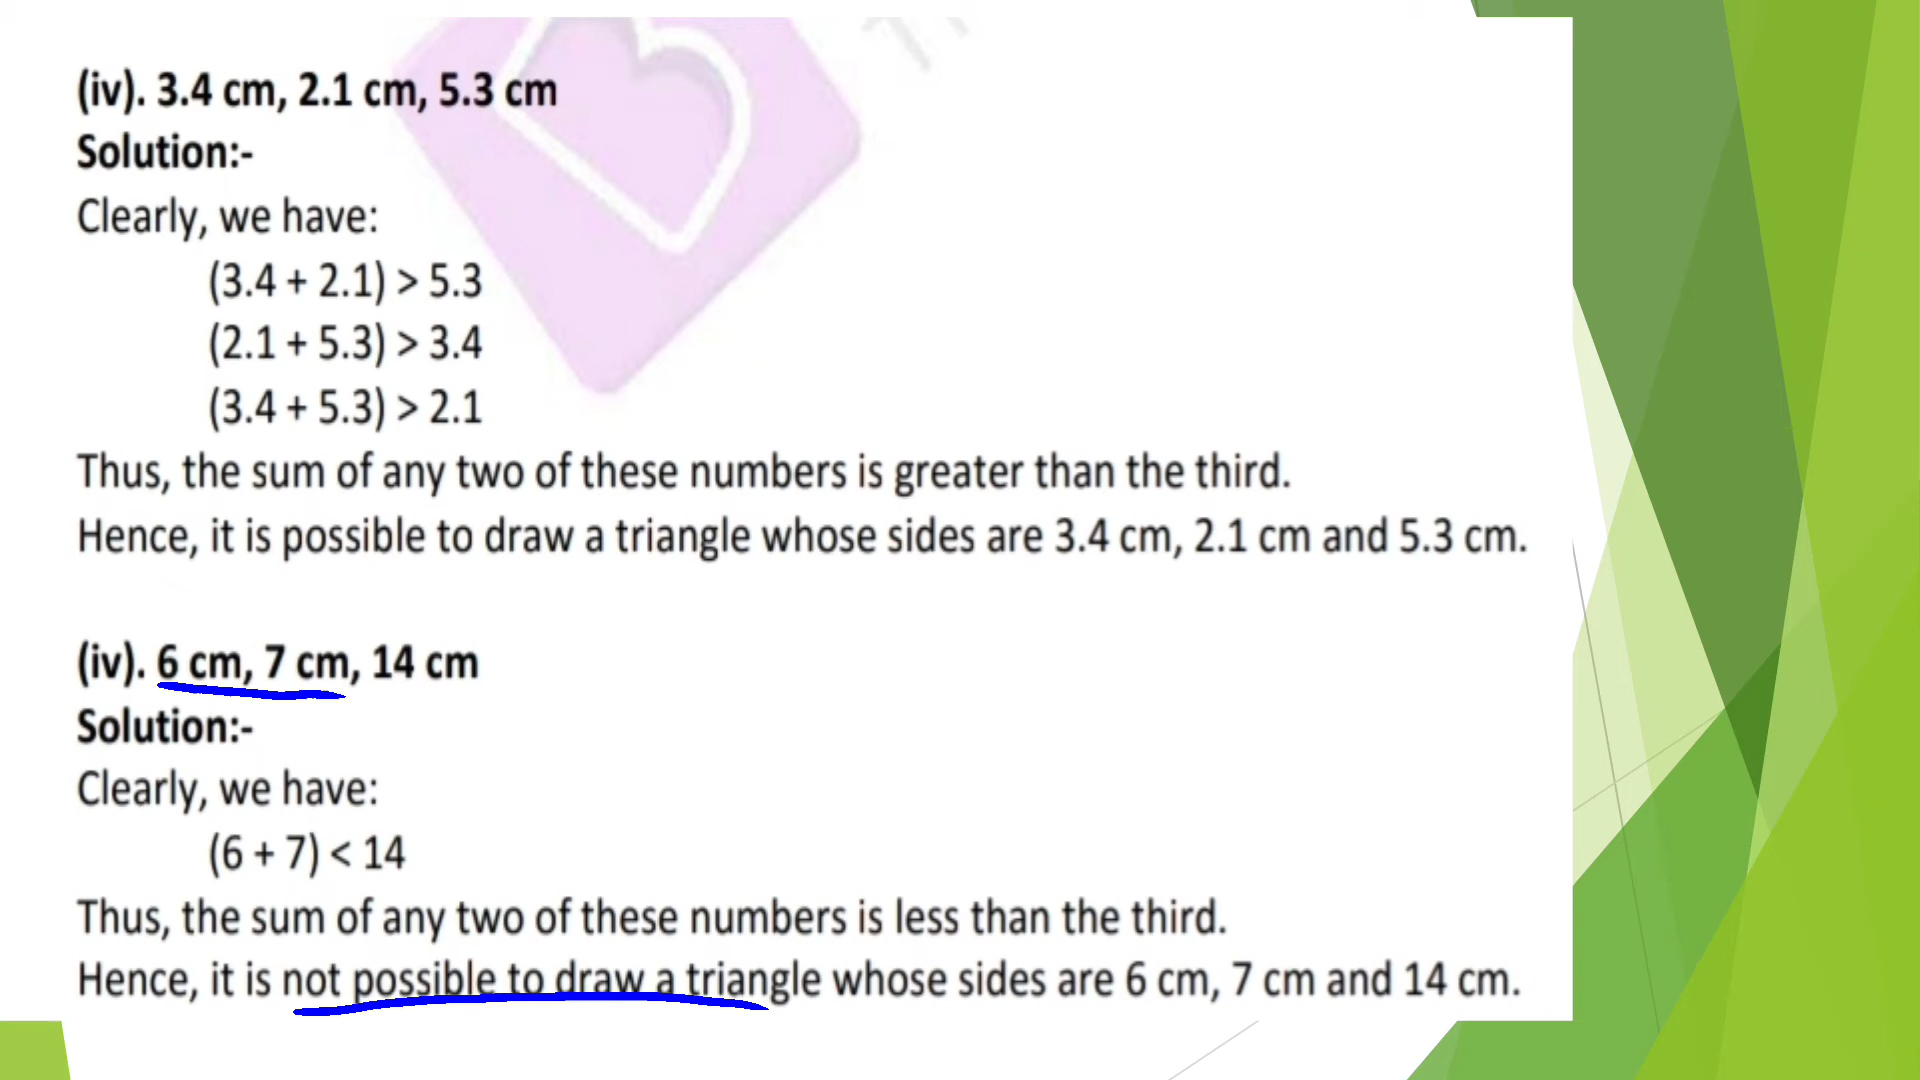 (iv). 3.4 cm, 2.1 cm, 5.3 cm
Solution:-
Clearly, we have:
(3.4 + 2.1) > 5.3
(2.1 + 5.3) > 3.4
(3.4 + 5.3) > 2.1
Thus, the sum of any two of these numbers is greater than the third.
Hence, it is possible to draw a triangle whose sides are 3.4 cm, 2.1 cm and 5.3 cm.
(iv). 6 cm, 7 cm, 14 cm
Solution:-
Clearly, we have:
(6 + 7) < 14
Thus, the sum of any two of these numbers is less than the third.
Hence, it is not possible to draw a triangle whose sides are 6 cm, 7 cm and 14 cm.